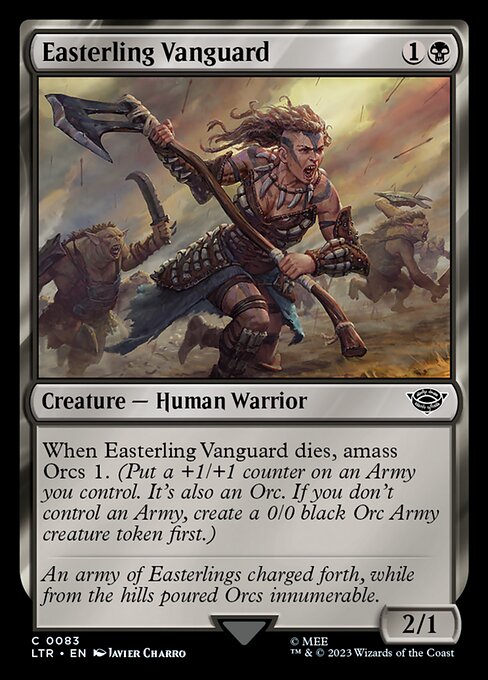 Easterling Vanguard 1
Creature — Human Warrior
When Easterling Vanguard dies, amass
Orcs 1. (Put a +1/+1 counter on an Army
you control. It's also an Orc. If you don't
control an Army, create a 0/0 black Orc Army
creature token first.)
An army of Easterlings charged forth, while
from the hills poured Orcs innumerable.
2/1
C 0083
LTR • EN Javier Charro
© MEE
™ & © 2023 Wizards of the Coast